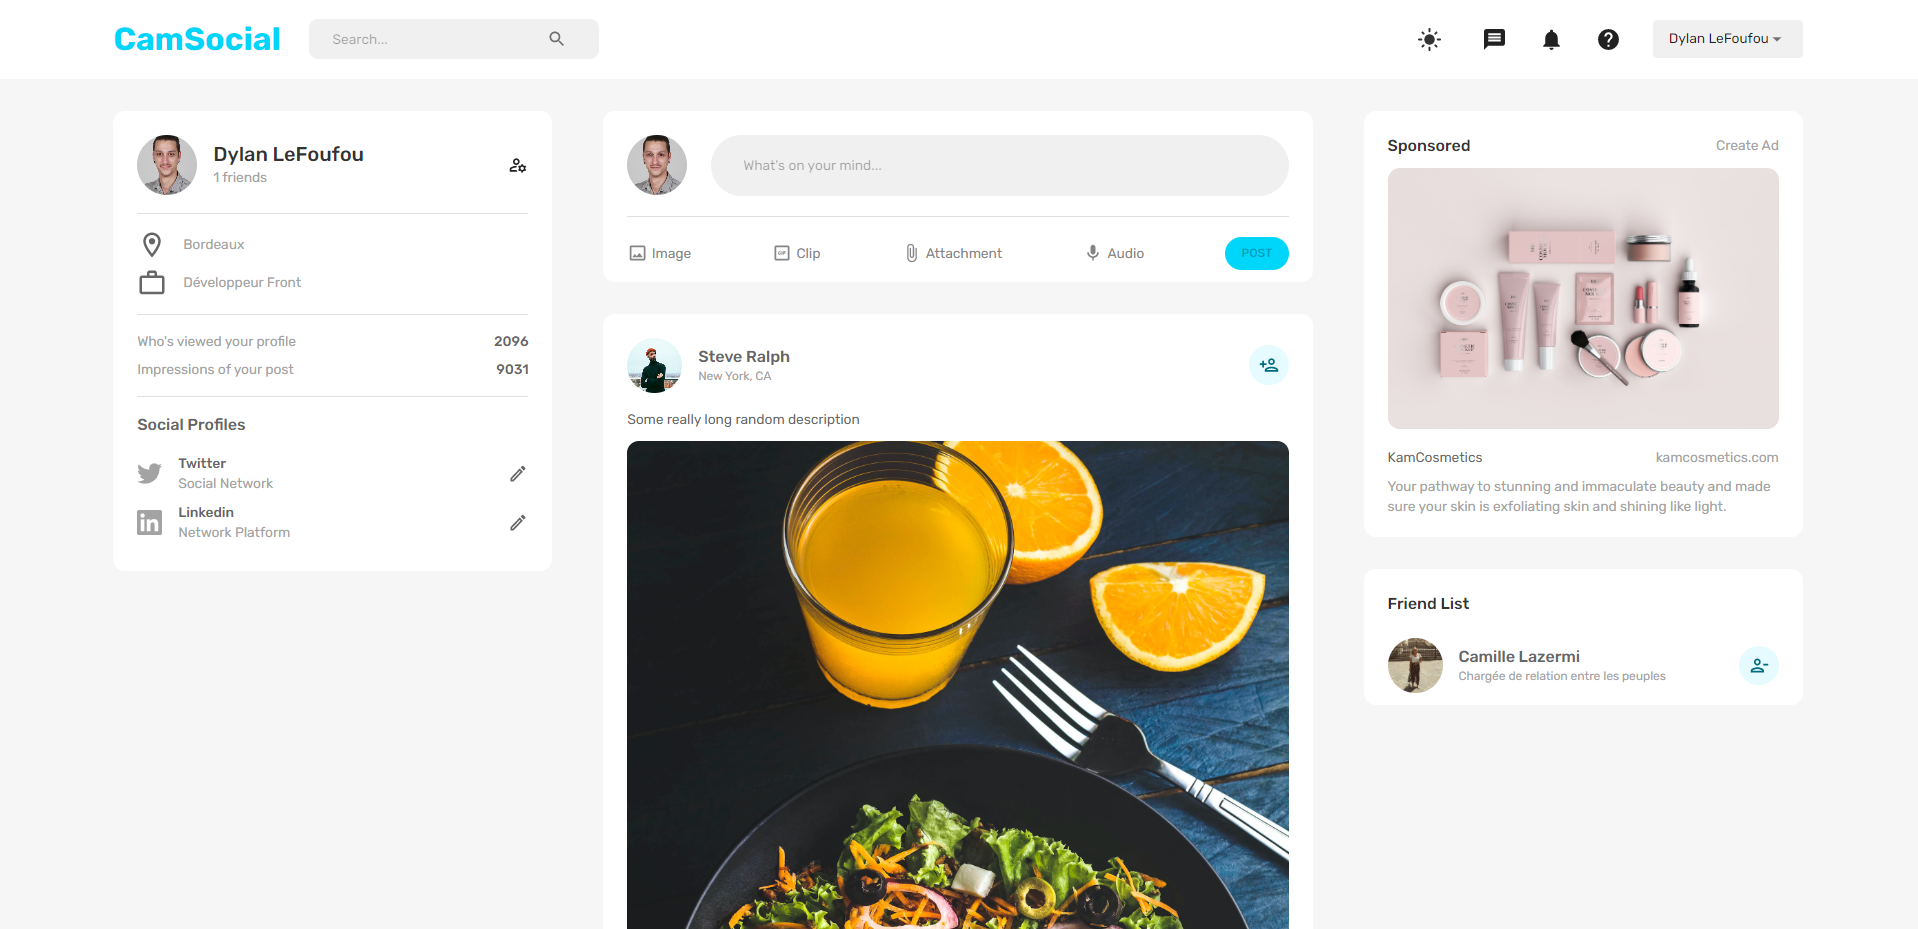 CamSocial
Search...
Dylan LeFoufou
Dylan LeFoufou
1 friends
Bordeaux
Développeur Front
Who's viewed your profile 2096
Impressions of your post 9031
Social Profiles
Twitter
Social Network
Linkedin
Network Platform
What's on your mind...
Image
Clip
Attachment
Audio
POST
Steve Ralph
New York, CA
Some really long random description
Sponsored
Create Ad
KamCosmetics
kamcosmetics.com
Your pathway to stunning and immaculate beauty and made
sure your skin is exfoliating skin and shining like light.
Friend List
Camille Lazermi
Chargée de relation entre les peuples